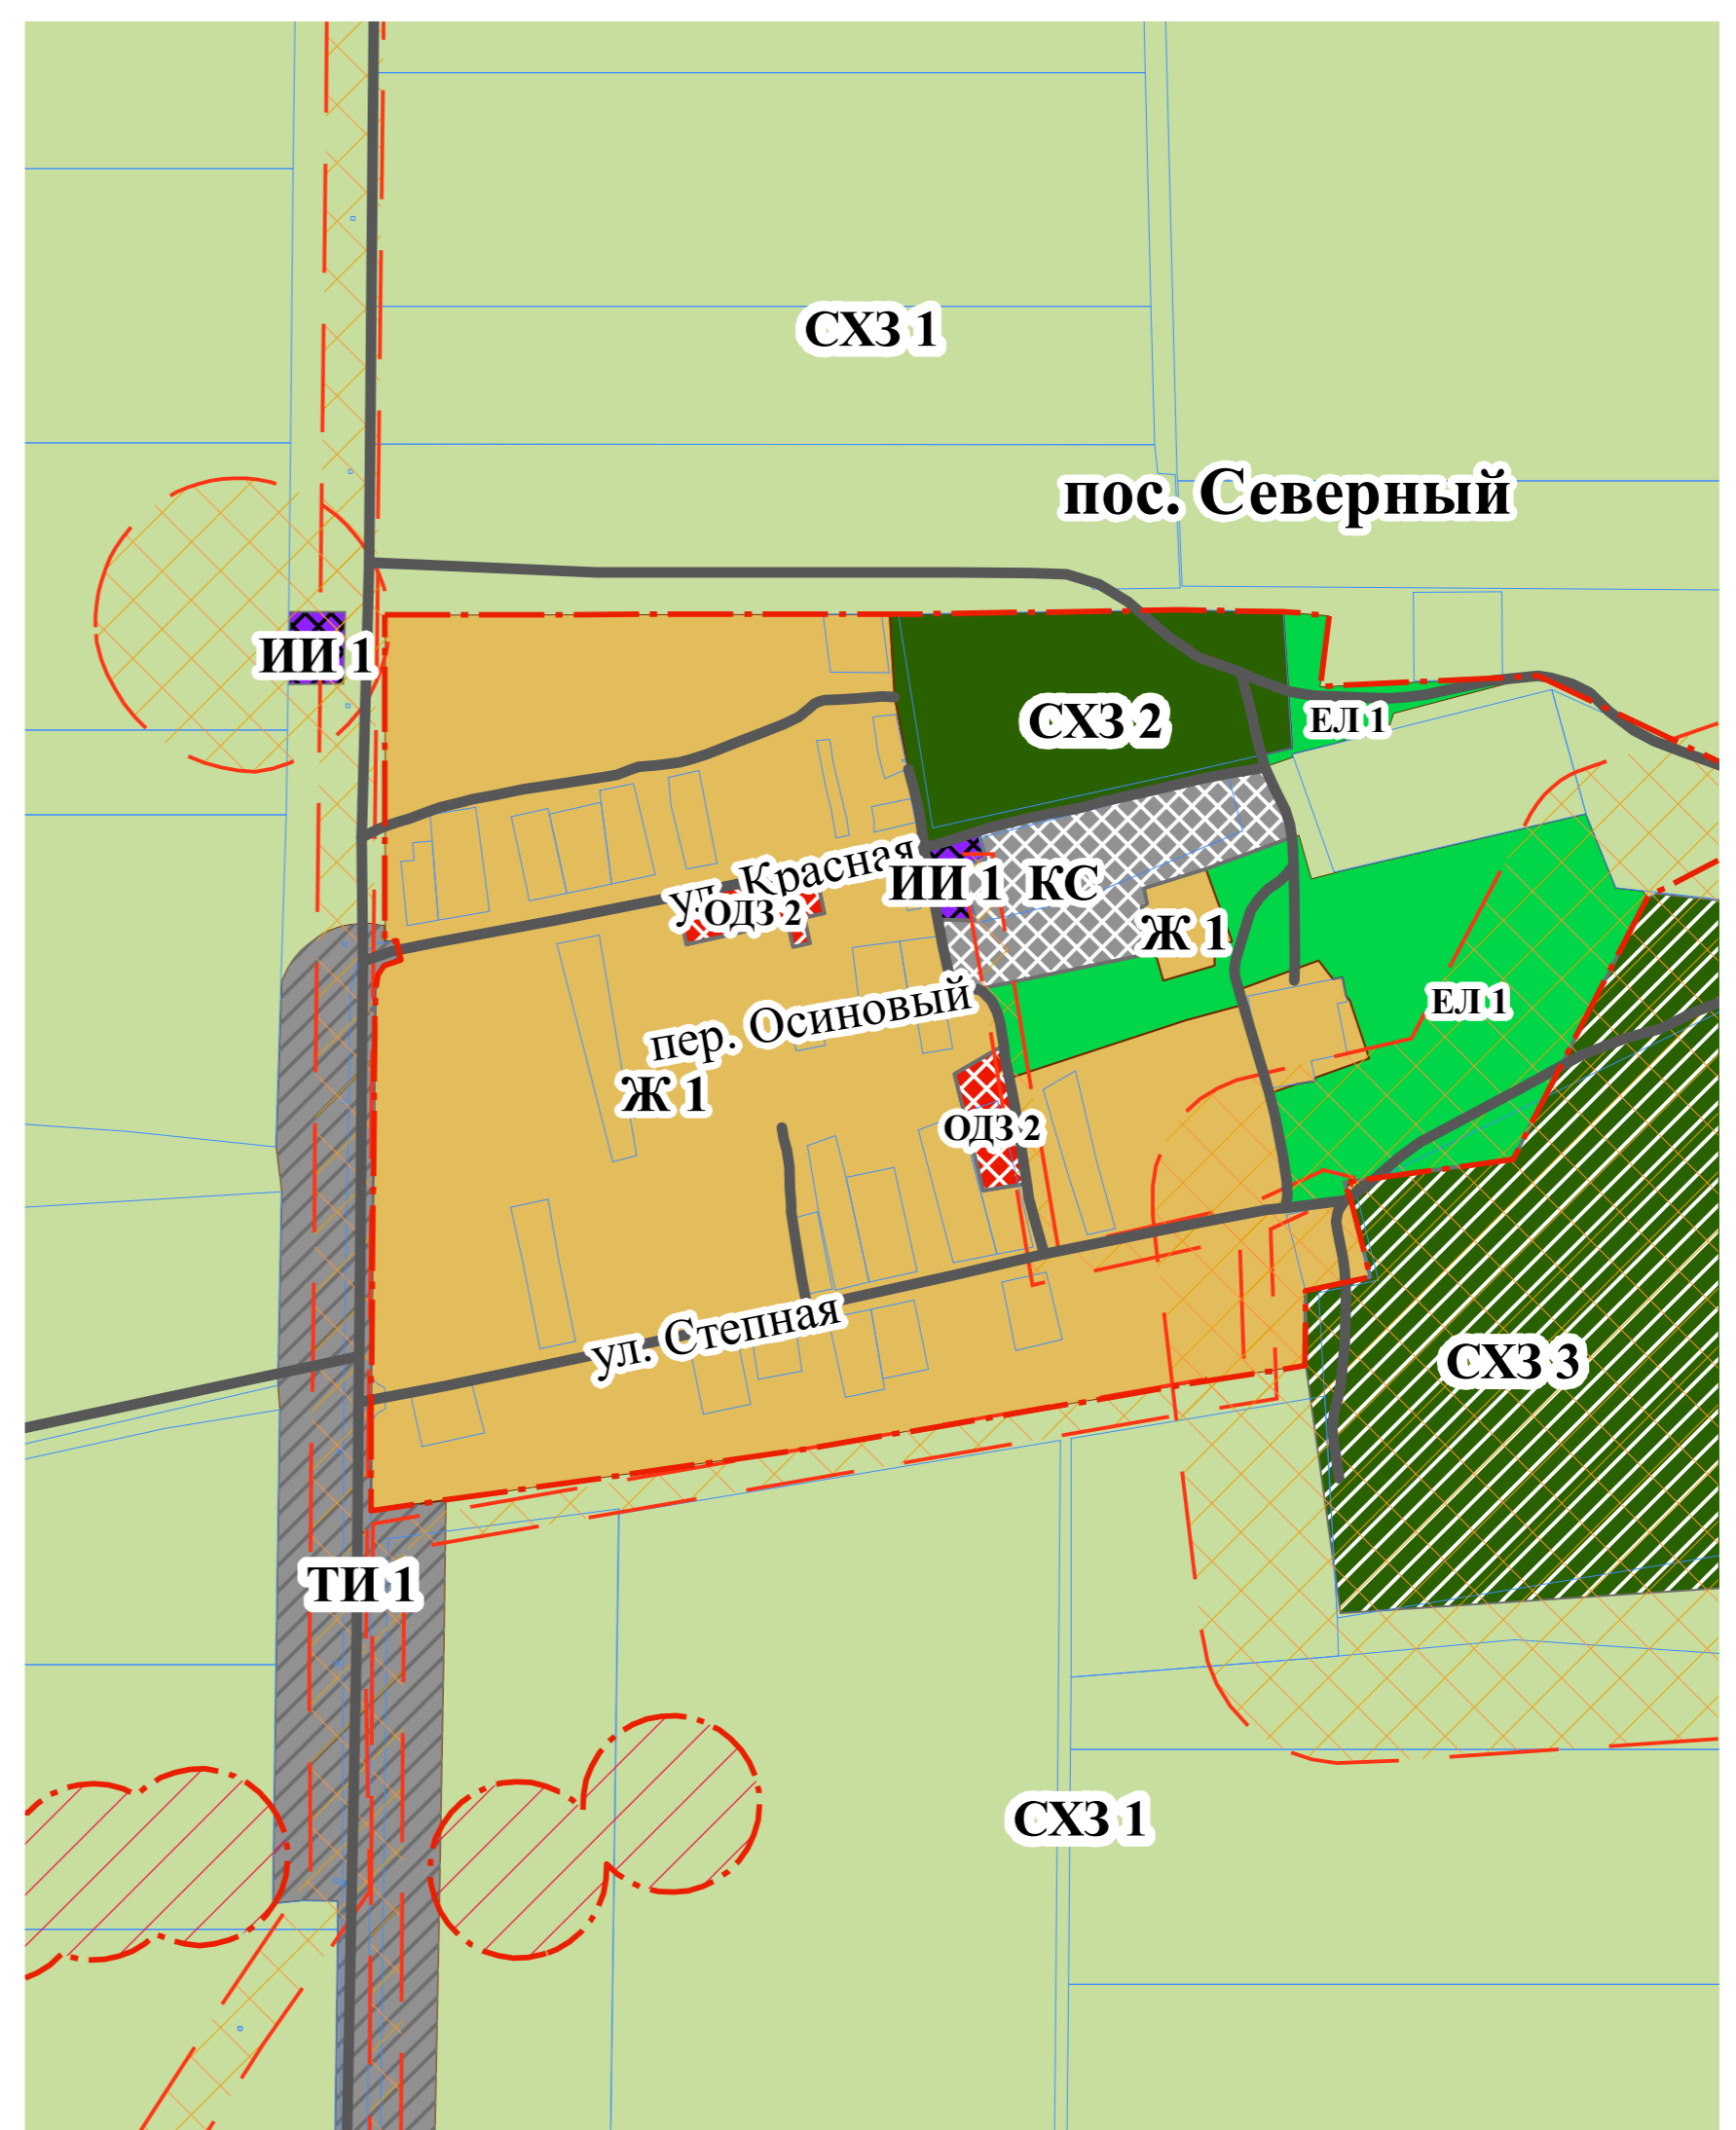 СХЗ 1
пос. Северный
ИИ 1
СХЗ 2
ЕЛ 1
ул. Красная
ИИ 1
КС
ОДЗ 2
Ж 1
пер. Осиновый
ЕЛ 1
Ж 1
ОДЗ 2
ул. Степная
СХЗ 3
ТИ 1
СХЗ 1